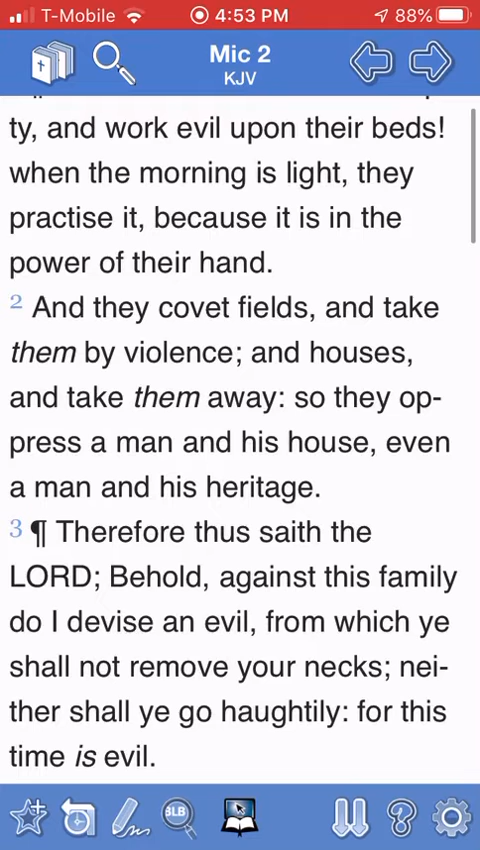 T-Mobile 4:53 PM 88%
Mic 2
KJV
ty, and work evil upon their beds!
when the morning is light, they
practise it, because it is in the
power of their hand.
2 And they covet fields, and take
them by violence; and houses,
and take them away: so they op-
press a man and his house, even
a man and his heritage.
3 ¶ Therefore thus saith the
LORD; Behold, against this family
do I devise an evil, from which ye
shall not remove your necks; nei-
ther shall ye go haughtily: for this
time is evil.
BLB